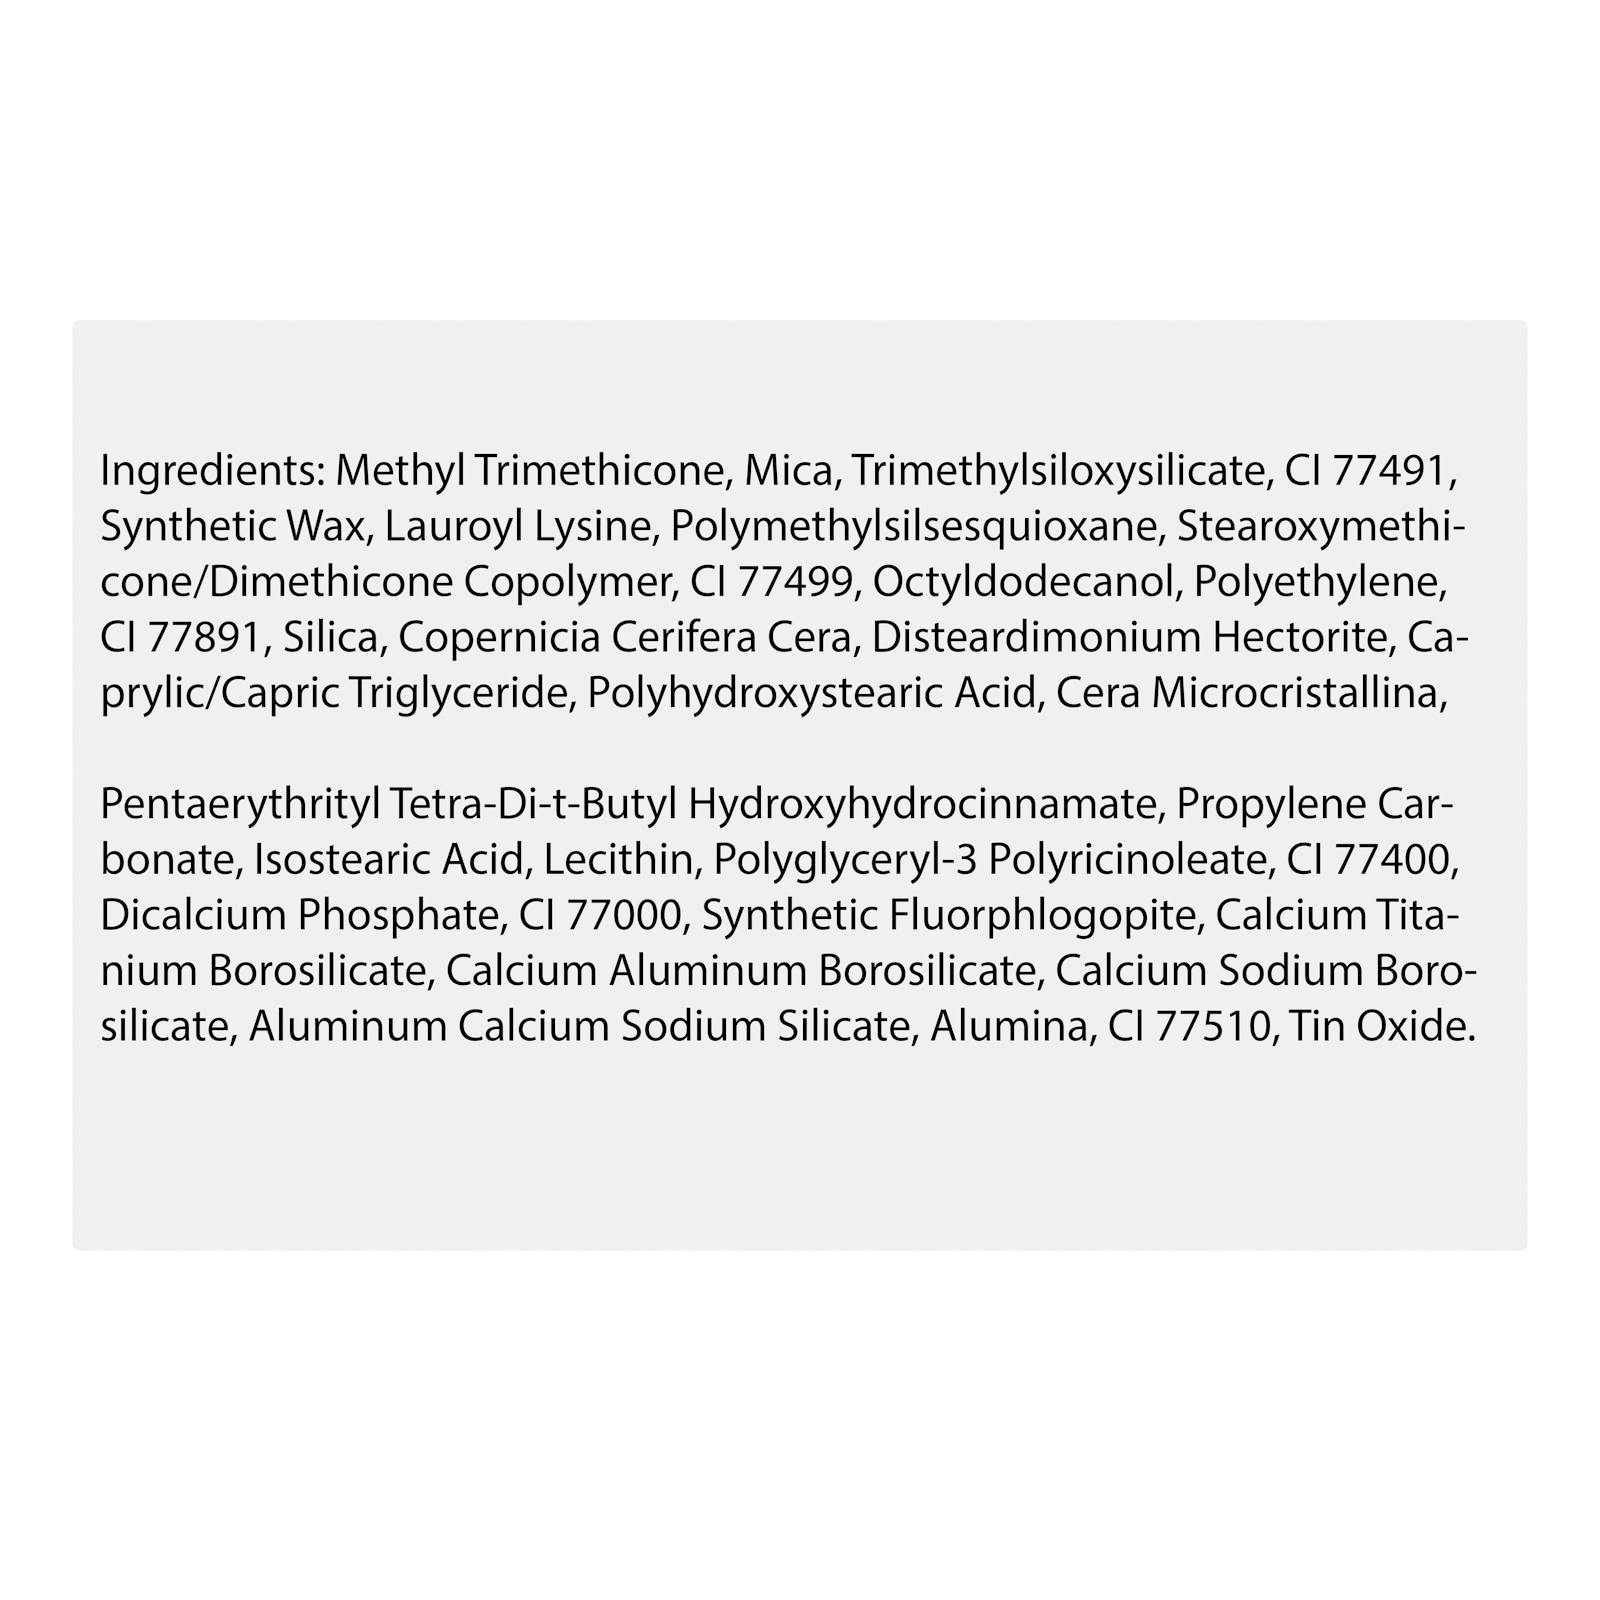 Ingredients: Methyl Trimethicone, Mica, Trimethylsiloxysilicate, CI 77491,
Synthetic Wax, Lauroyl Lysine, Polymethylsilsesquioxane, Stearoxymethi-
cone/Dimethicone Copolymer, CI 77499, Octyldodecanol, Polyethylene,
CI 77891, Silica, Copernicia Cerifera Cera, Disteardimonium Hectorite, Ca-
prylic/Capric Triglyceride, Polyhydroxystearic Acid, Cera Microcristallina,
Pentaerythrityl Tetra-Di-t-Butyl Hydroxyhydrocinnamate, Propylene Car-
bonate, Isostearic Acid, Lecithin, Polyglyceryl-3 Polyricinoleate, CI 77400,
Dicalcium Phosphate, CI 77000, Synthetic Fluorphlogopite, Calcium Tita-
nium Borosilicate, Calcium Aluminum Borosilicate, Calcium Sodium Boro-
silicate, Aluminum Calcium Sodium Silicate, Alumina, CI 77510, Tin Oxide.